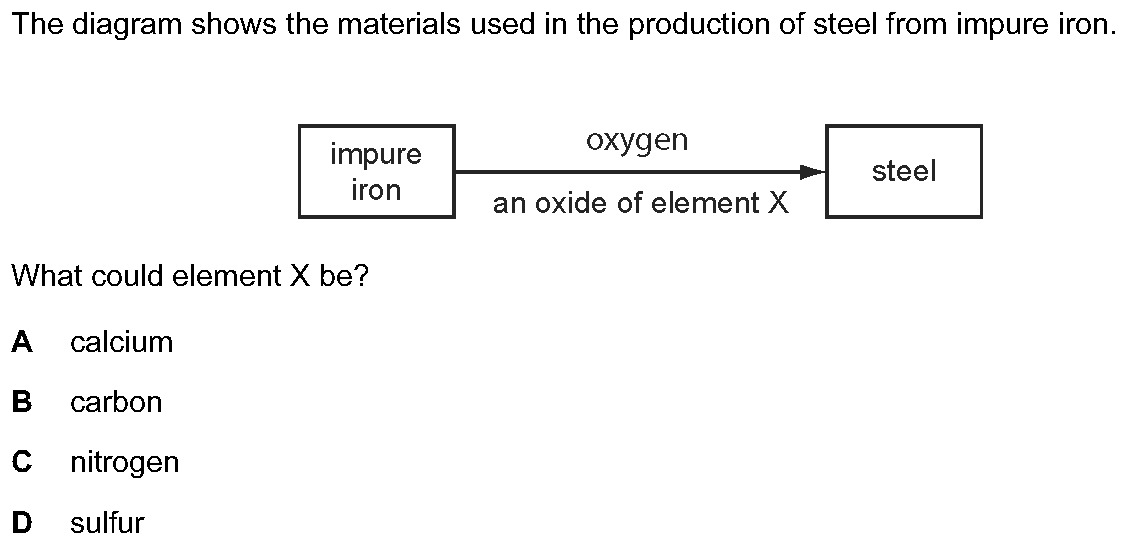 The diagram shows the materials used in the production of steel from impure iron.
impure
iron
oxygen
an oxide of element X
steel
What could element X be?
A calcium
B carbon
C nitrogen
D sulfur